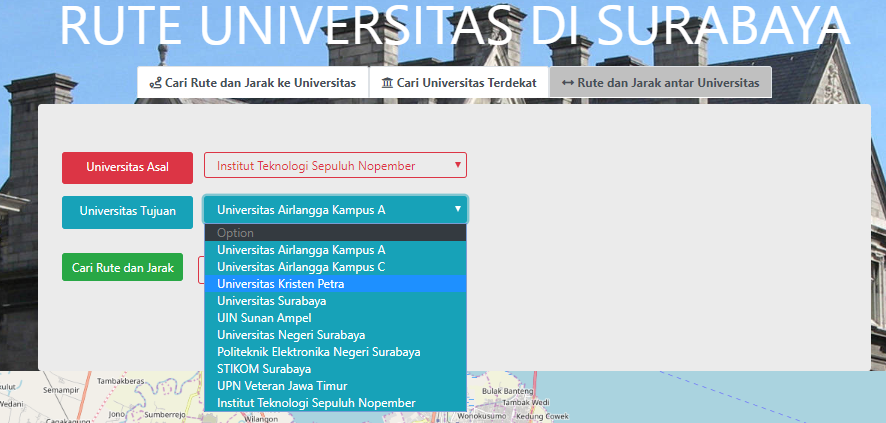 RUTE UNIVERSITAS DI SURABAYA
Cari Rute dan Jarak ke Universitas
Cari Universitas Terdekat
Rute dan Jarak antar Universitas
Universitas Asal
Institut Teknologi Sepuluh Nopember
Universitas Tujuan
Universitas Airlangga Kampus A
Option
Universitas Airlangga Kampus A
Universitas Airlangga Kampus C
Cari Rute dan Jarak
Universitas Kristen Petra
Universitas Surabaya
UIN Sunan Ampel
Universitas Negeri Surabaya
Politeknik Elektronika Negeri Surabaya
STIKOM Surabaya
UPN Veteran Jawa Timur
Institut Teknologi Sepuluh Nopember
Tambakberas
Semampir
Wedani
Jono
Sumberrejo
Wilangon
Bulak Banteng
Tambak Wedi
Wonokusumo
Kedung Cowek